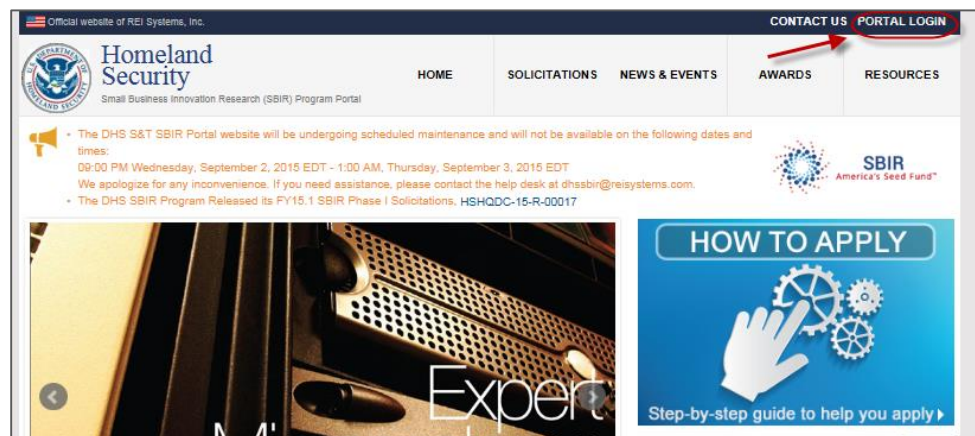 Official website of REI Systems, Inc.
CONTACT US PORTAL LOGIN
Homeland
Security
Small Business Innovation Research (SBIR) Program Portal
HOME SOLICITATIONS NEWS & EVENTS AWARDS RESOURCES
• The DHS S&T SBIR Portal website will be undergoing scheduled maintenance and will not be available on the following dates and
times:
09:00 PM Wednesday, September 2, 2015 EDT - 1:00 AM, Thursday, September 3, 2015 EDT
We apologize for any inconvenience. If you need assistance, please contact the help desk at dhssbir@reisystems.com.
• The DHS SBIR Program Released its FY15.1 SBIR Phase I Solicitations, HSHQDC-15-R-00017
SBIR
America's Seed Fund™
HOW TO APPLY
Expert
Step-by-step guide to help you apply